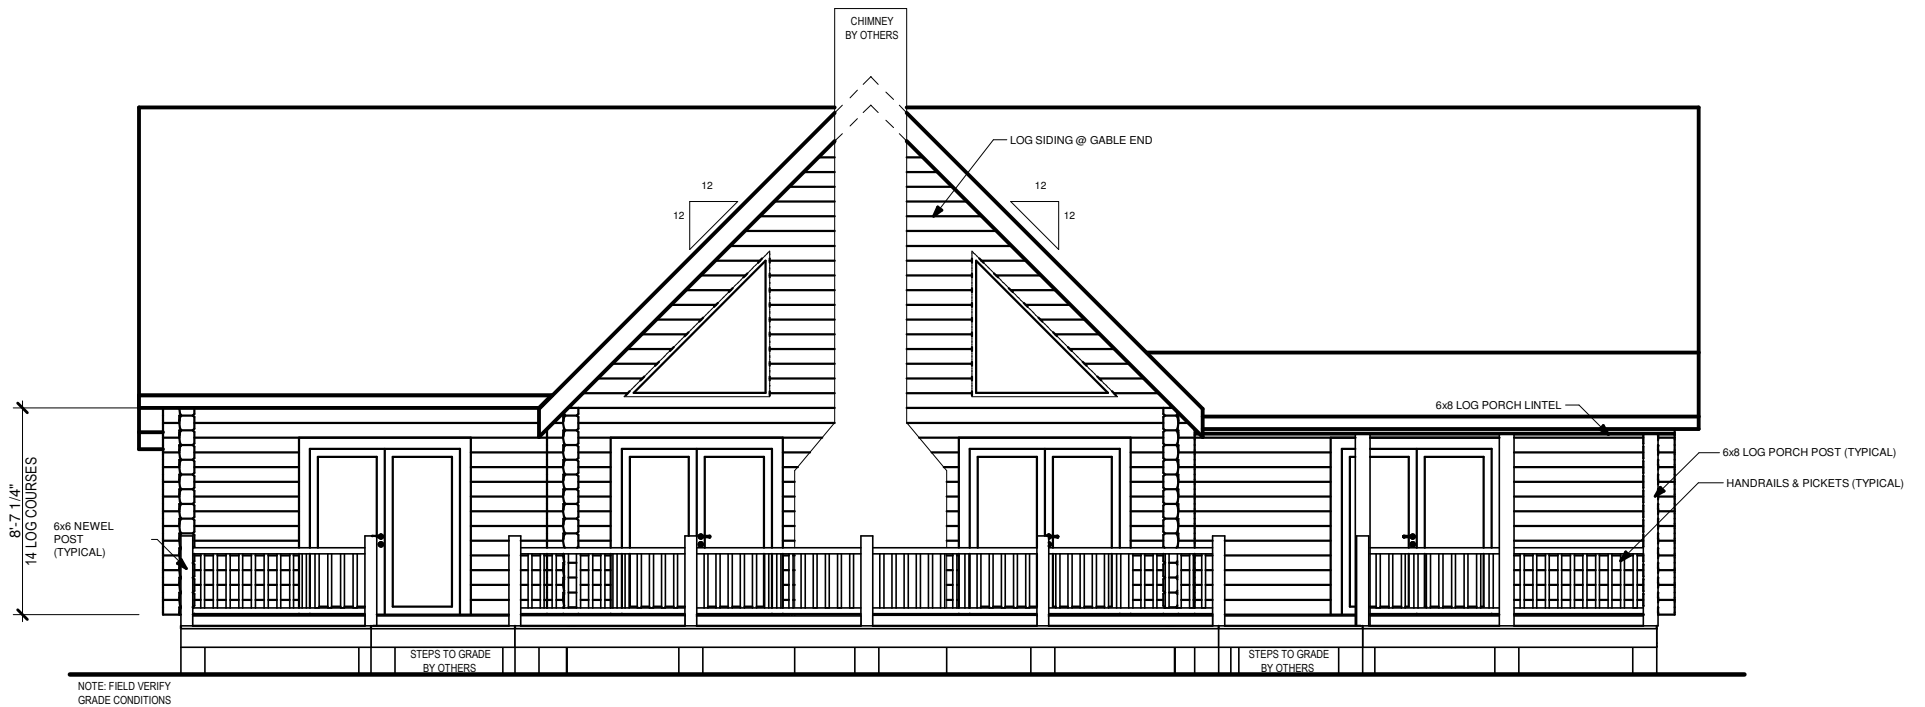 CHIMNEY
BY OTHERS
LOG SIDING @ GABLE END
12
12
12
12
6x8 LOG PORCH LINTEL
6x8 LOG PORCH POST (TYPICAL)
HANDRAILS & PICKETS (TYPICAL)
8'-7 1/4"
14 LOG COURSES
6x6 NEWEL
POST
(TYPICAL)
STEPS TO GRADE
BY OTHERS
STEPS TO GRADE
BY OTHERS
NOTE: FIELD VERIFY
GRADE CONDITIONS